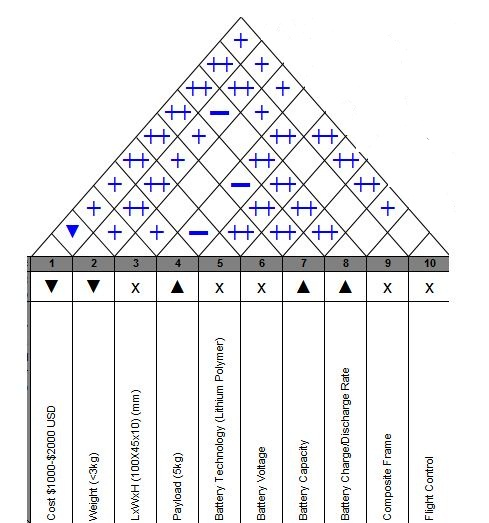 +
++ +
++ ++ +
++ − +
++ + ++ ++
++ + ++ ++
+ ++ − ++ ++
+ ++ ++ ++ +
▼ + + − ++ ++ ++
1 2 3 4 5 6 7 8 9 10
▼ ▼ x ▲ x x ▲ ▲ x x
Cost $1000-$2000 USD
Weight (<3kg)
LxWxH (100X45x10) (mm)
Payload (5kg)
Battery Technology (Lithium Polymer)
Battery Voltage
Battery Capacity
Battery Charge/Discharge Rate
Composite Frame
Flight Control